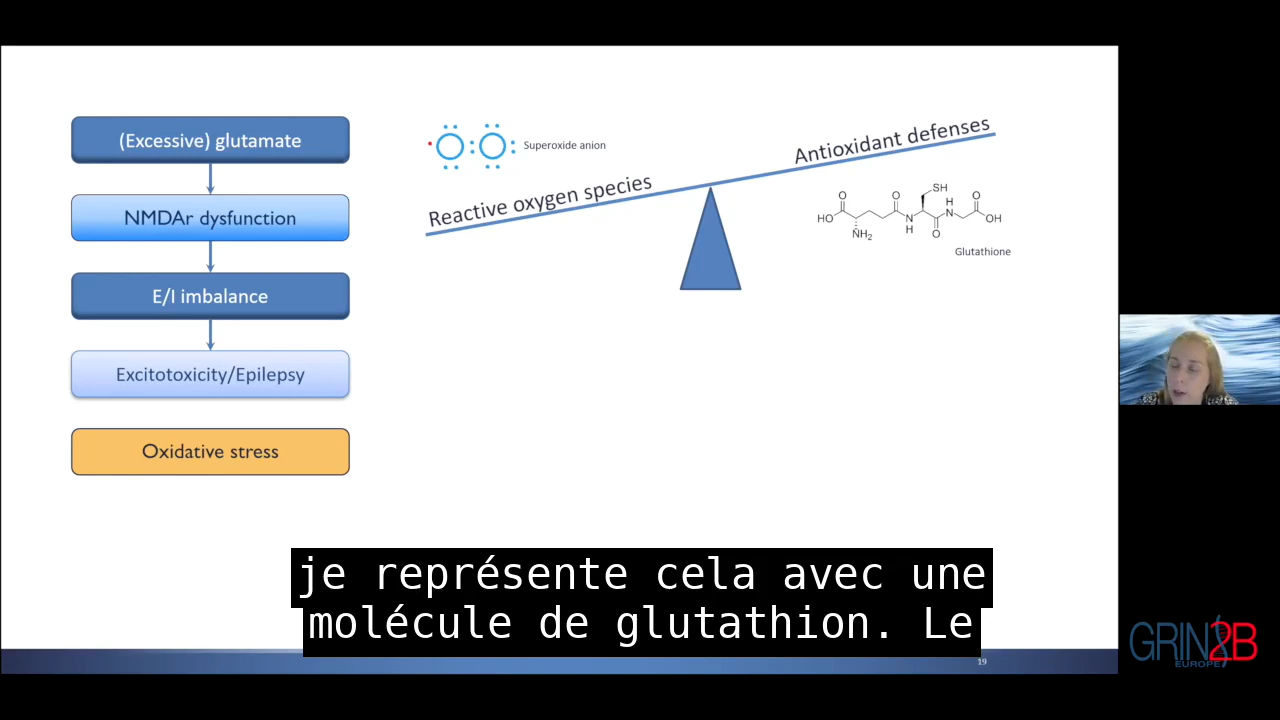 (Excessive) glutamate
NMDAr dysfunction
E/I imbalance
Excitotoxicity/Epilepsy
Oxidative stress
Superoxide anion
Reactive oxygen species
Antioxidant defenses
O
HO
NH2
O
N
H
SH
O
H
N
O
OH
Glutathione
je représente cela avec une
molécule de glutathion. Le
19
GRIN2B
EUROPE